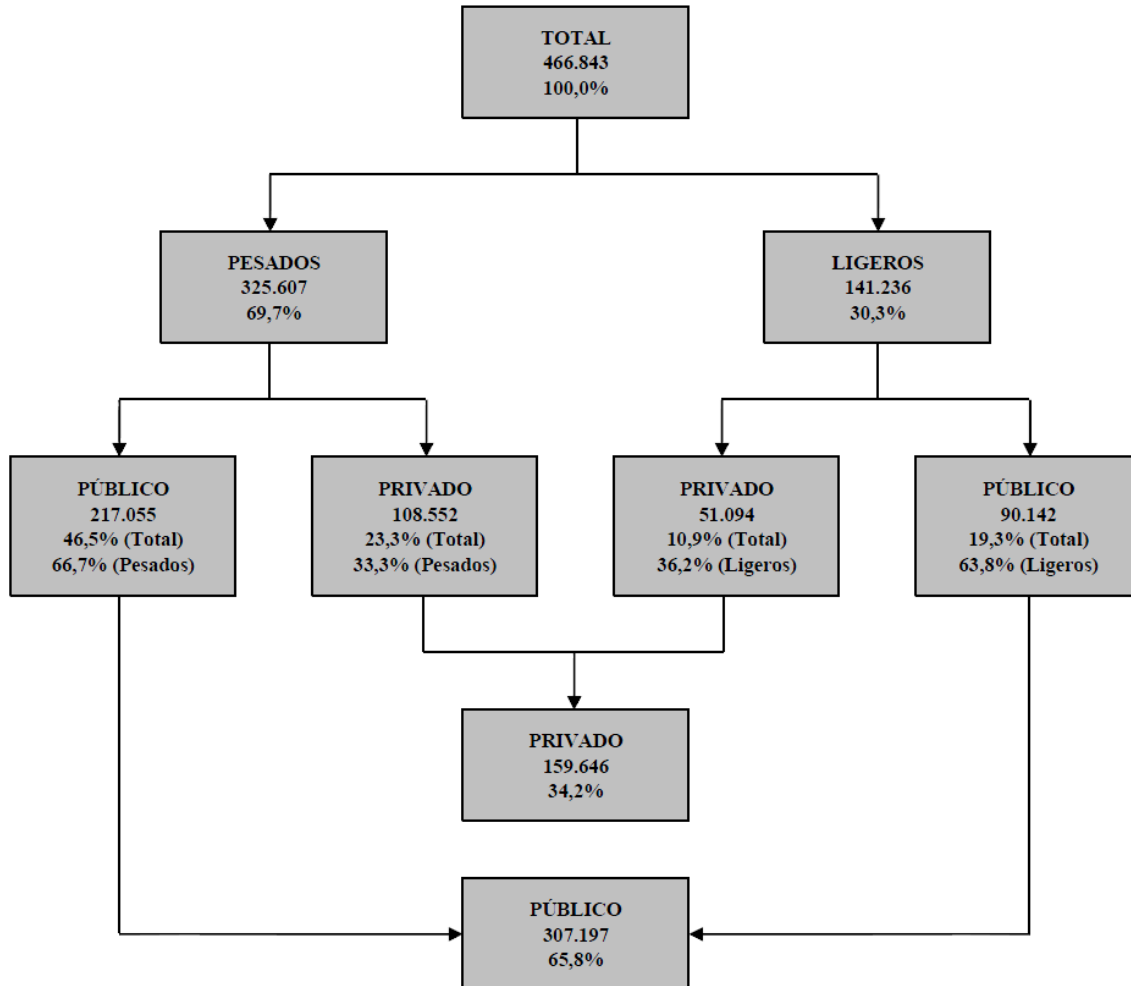 TOTAL
466.843
100,0%
PESADOS
325.607
69,7%
LIGEROS
141.236
30,3%
PÚBLICO
217.055
46,5% (Total)
66,7% (Pesados)
PRIVADO
108.552
23,3% (Total)
33,3% (Pesados)
PRIVADO
51.094
10,9% (Total)
36,2% (Ligeros)
PÚBLICO
90.142
19,3% (Total)
63,8% (Ligeros)
PRIVADO
159.646
34,2%
PÚBLICO
307.197
65,8%